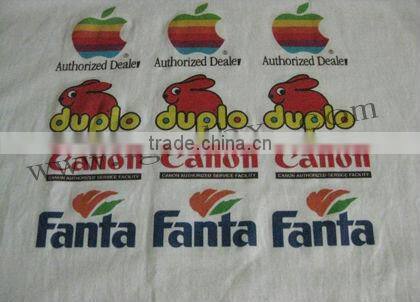 Authorized Dealer Authorized Dealer Authorized Dealer
duplo duplo duplo
china.trade.com
Canon Canon Canon
CANON AUTHORIZED SERVICE FACILITY CANON AUTHORIZED SERVICE FACILITY CANON AUTHORIZED SERVICE FACILITY
Fanta Fanta Fanta